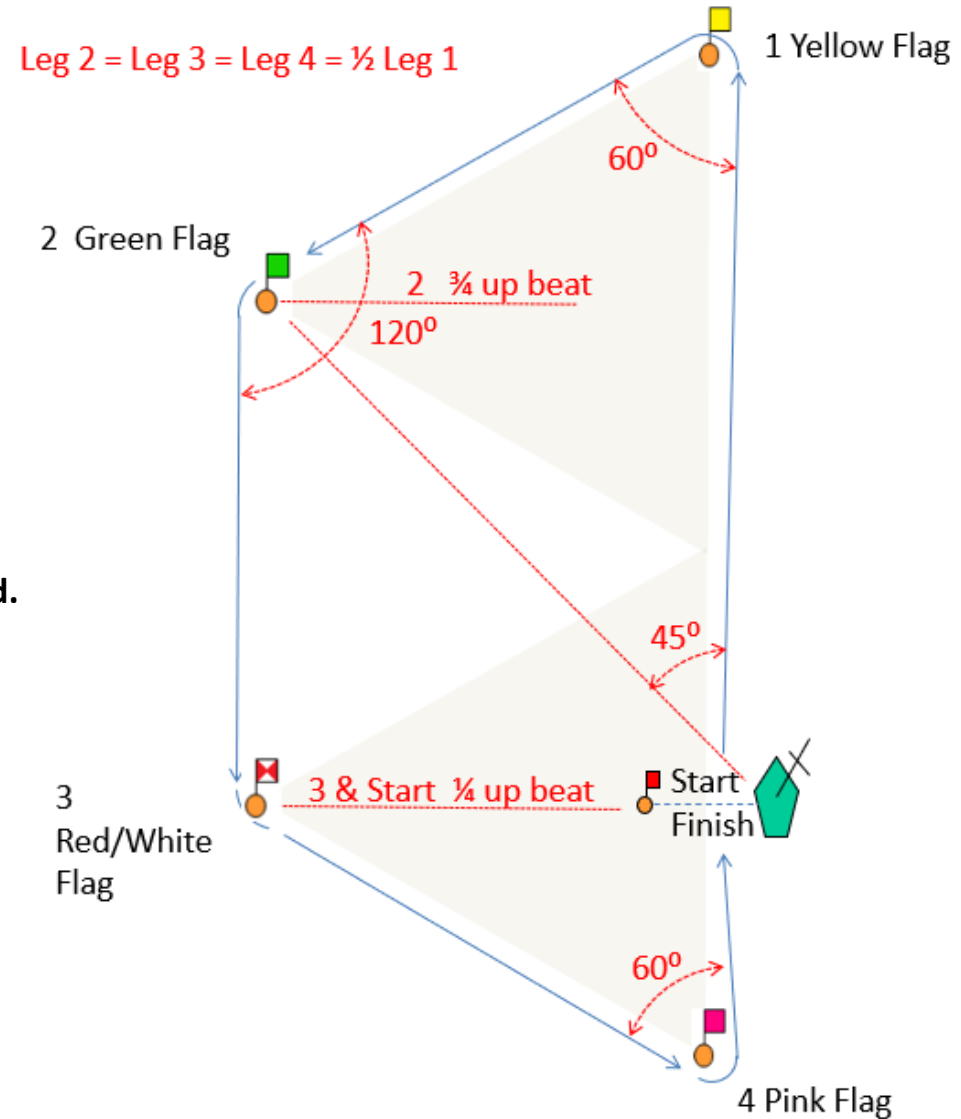 Leg 2 = Leg 3 = Leg 4 = ½ Leg 1
1 Yellow Flag
60⁰
2 Green Flag
2 ¾ up beat
120⁰
d.
45⁰
3 & Start ¼ up beat
Start
Finish
3
Red/White
Flag
60⁰
4 Pink Flag